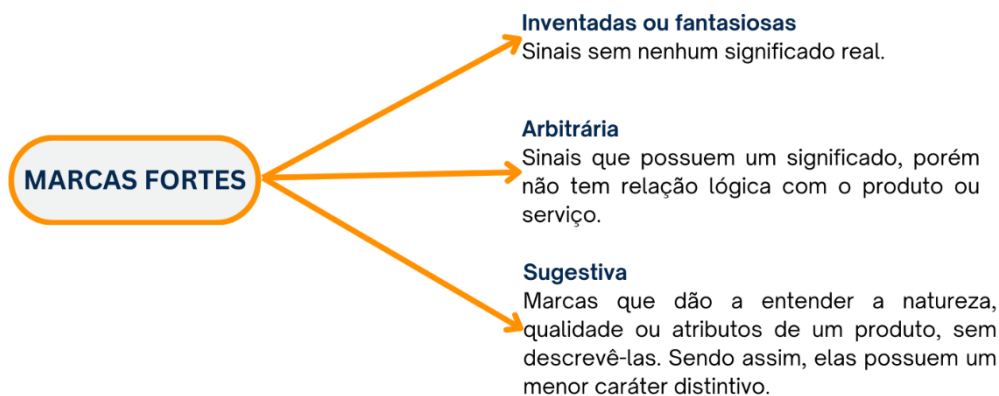 MARCAS FORTES
Inventadas ou fantasiosas
Sinais sem nenhum significado real.
Arbitrária
Sinais que possuem um significado, porém
não tem relação lógica com o produto ou
serviço.
Sugestiva
Marcas que dão a entender a natureza,
qualidade ou atributos de um produto, sem
descrevê-las. Sendo assim, elas possuem um
menor caráter distintivo.